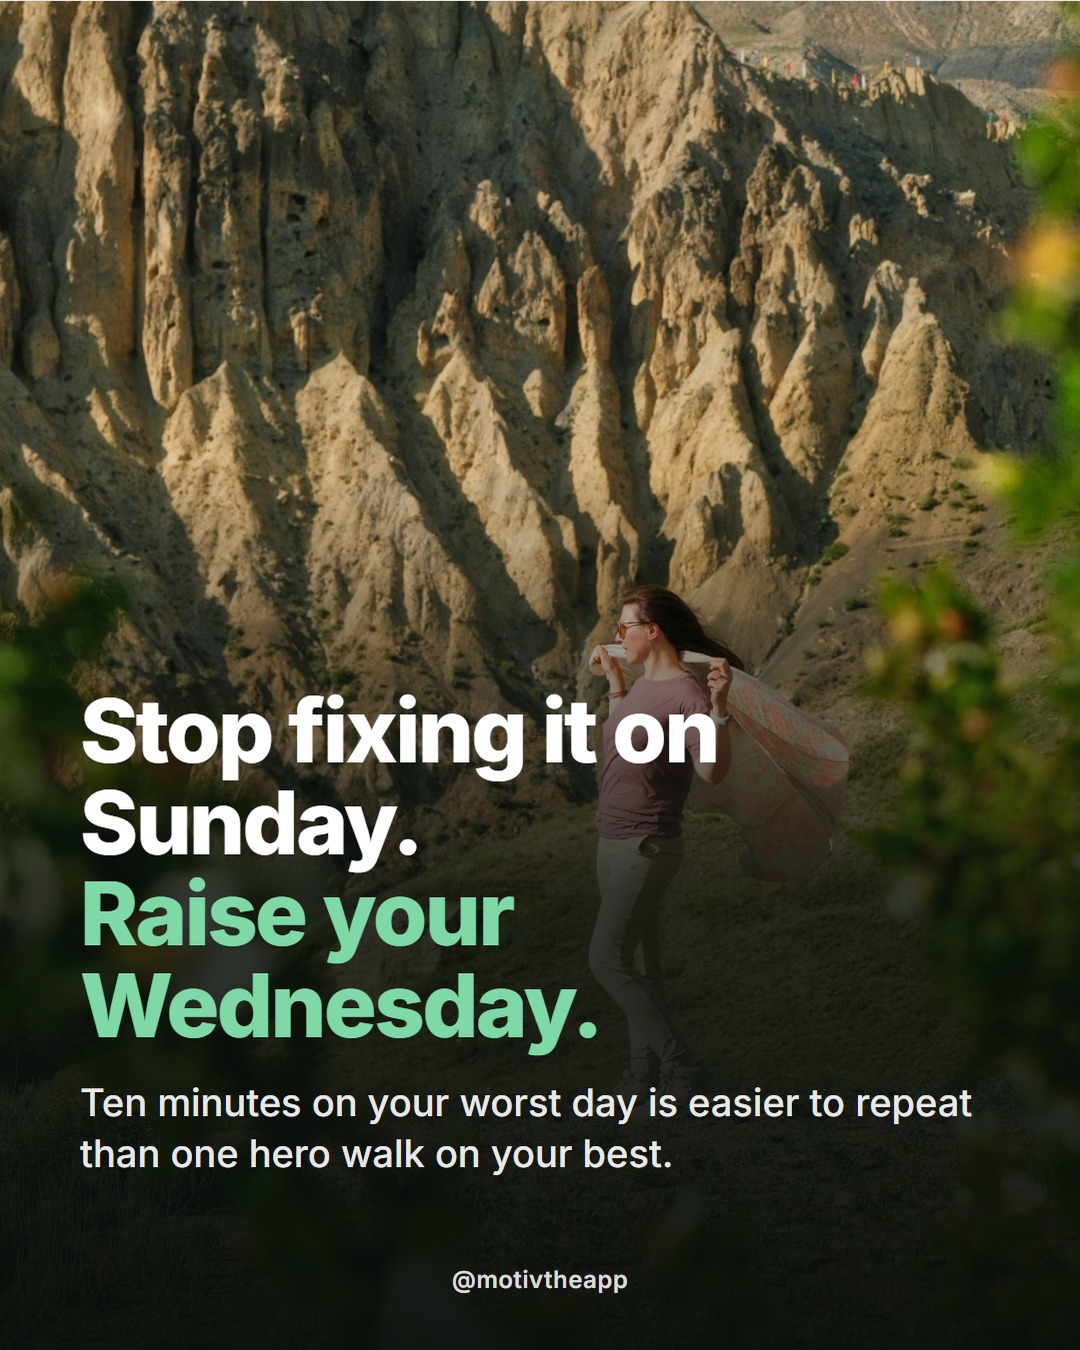 Stop fixing it on
Sunday.
Raise your
Wednesday.
Ten minutes on your worst day is easier to repeat
than one hero walk on your best.
@motivtheapp